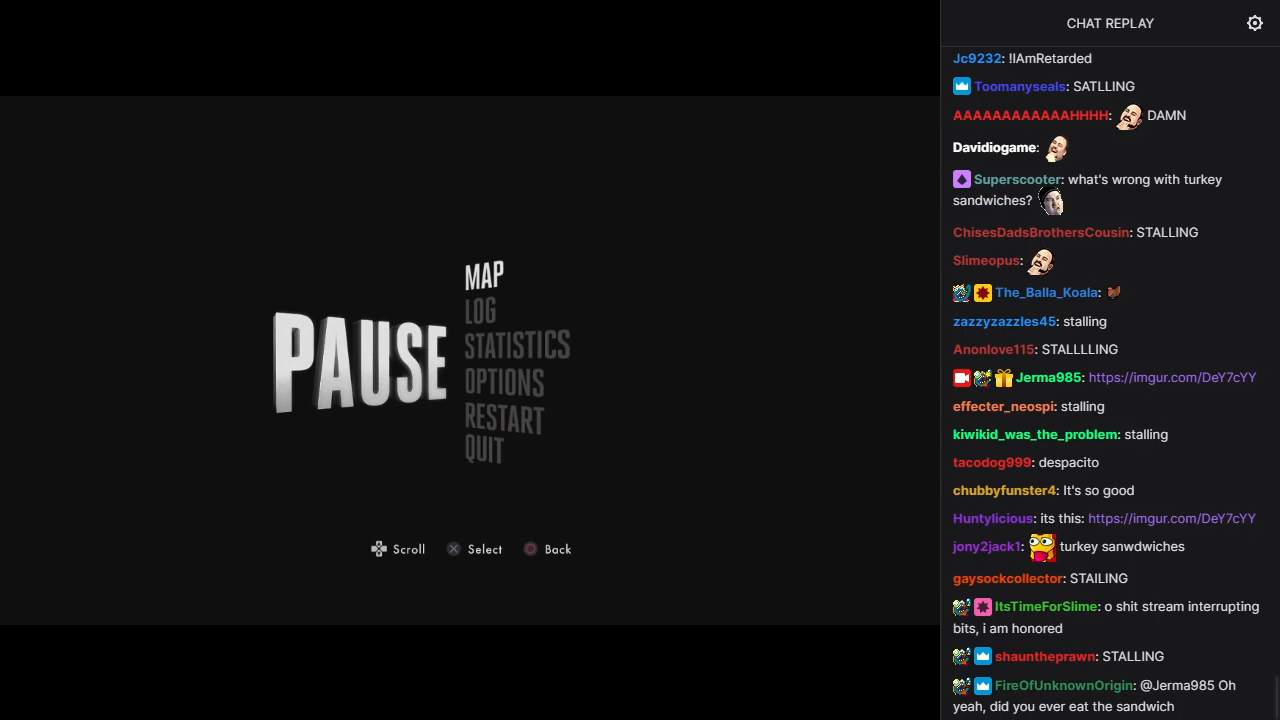 PAUSE
MAP
LOG
STATISTICS
OPTIONS
RESTART
QUIT
Scroll
Select
Back
CHAT REPLAY
Jc9232: !IAmRetarded
Toomanyseals: SATLLING
AAAAAAAAAAAAHHHH: DAMN
Davidiogame:
Superscooter: what's wrong with turkey
sandwiches?
ChisesDadsBrothersCousin: STALLING
Slimeopus:
The_Balla_Koala:
zazzyzazzles45: stalling
Anonlove115: STALLLLING
Jerma985: https://imgur.com/DeY7cYY
effecter_neospi: stalling
kiwikid_was_the_problem: stalling
tacodog999: despacito
chubbyfunster4: It's so good
Huntylicious: its this: https://imgur.com/DeY7cYY
jony2jack1: turkey sanwdwiches
gaysockcollector: STAILING
ItsTimeForSlime: o shit stream interrupting
bits, i am honored
shauntheprawn: STALLING
FireOfUnknownOrigin: @Jerma985 Oh
yeah, did you ever eat the sandwich